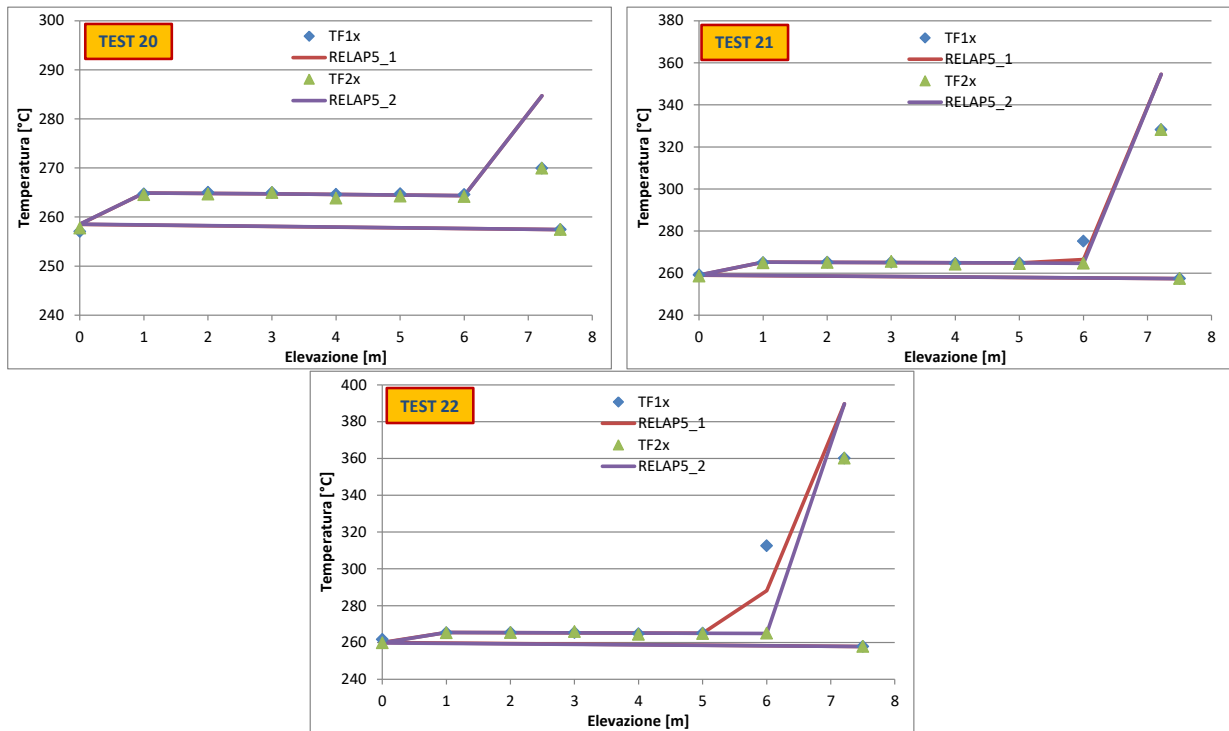 TEST 20
TF1x
RELAP5_1
TF2x
RELAP5_2
Temperatura [°C]
300
290
280
270
260
250
240
0 1 2 3 4 5 6 7 8
Elevazione [m]
TEST 21
TF1x
RELAP5_1
TF2x
RELAP5_2
Temperatura [°C]
380
360
340
320
300
280
260
240
0 1 2 3 4 5 6 7 8
Elevazione [m]
TEST 22
TF1x
RELAP5_1
TF2x
RELAP5_2
Temperatura [°C]
400
380
360
340
320
300
280
260
240
0 1 2 3 4 5 6 7 8
Elevazione [m]